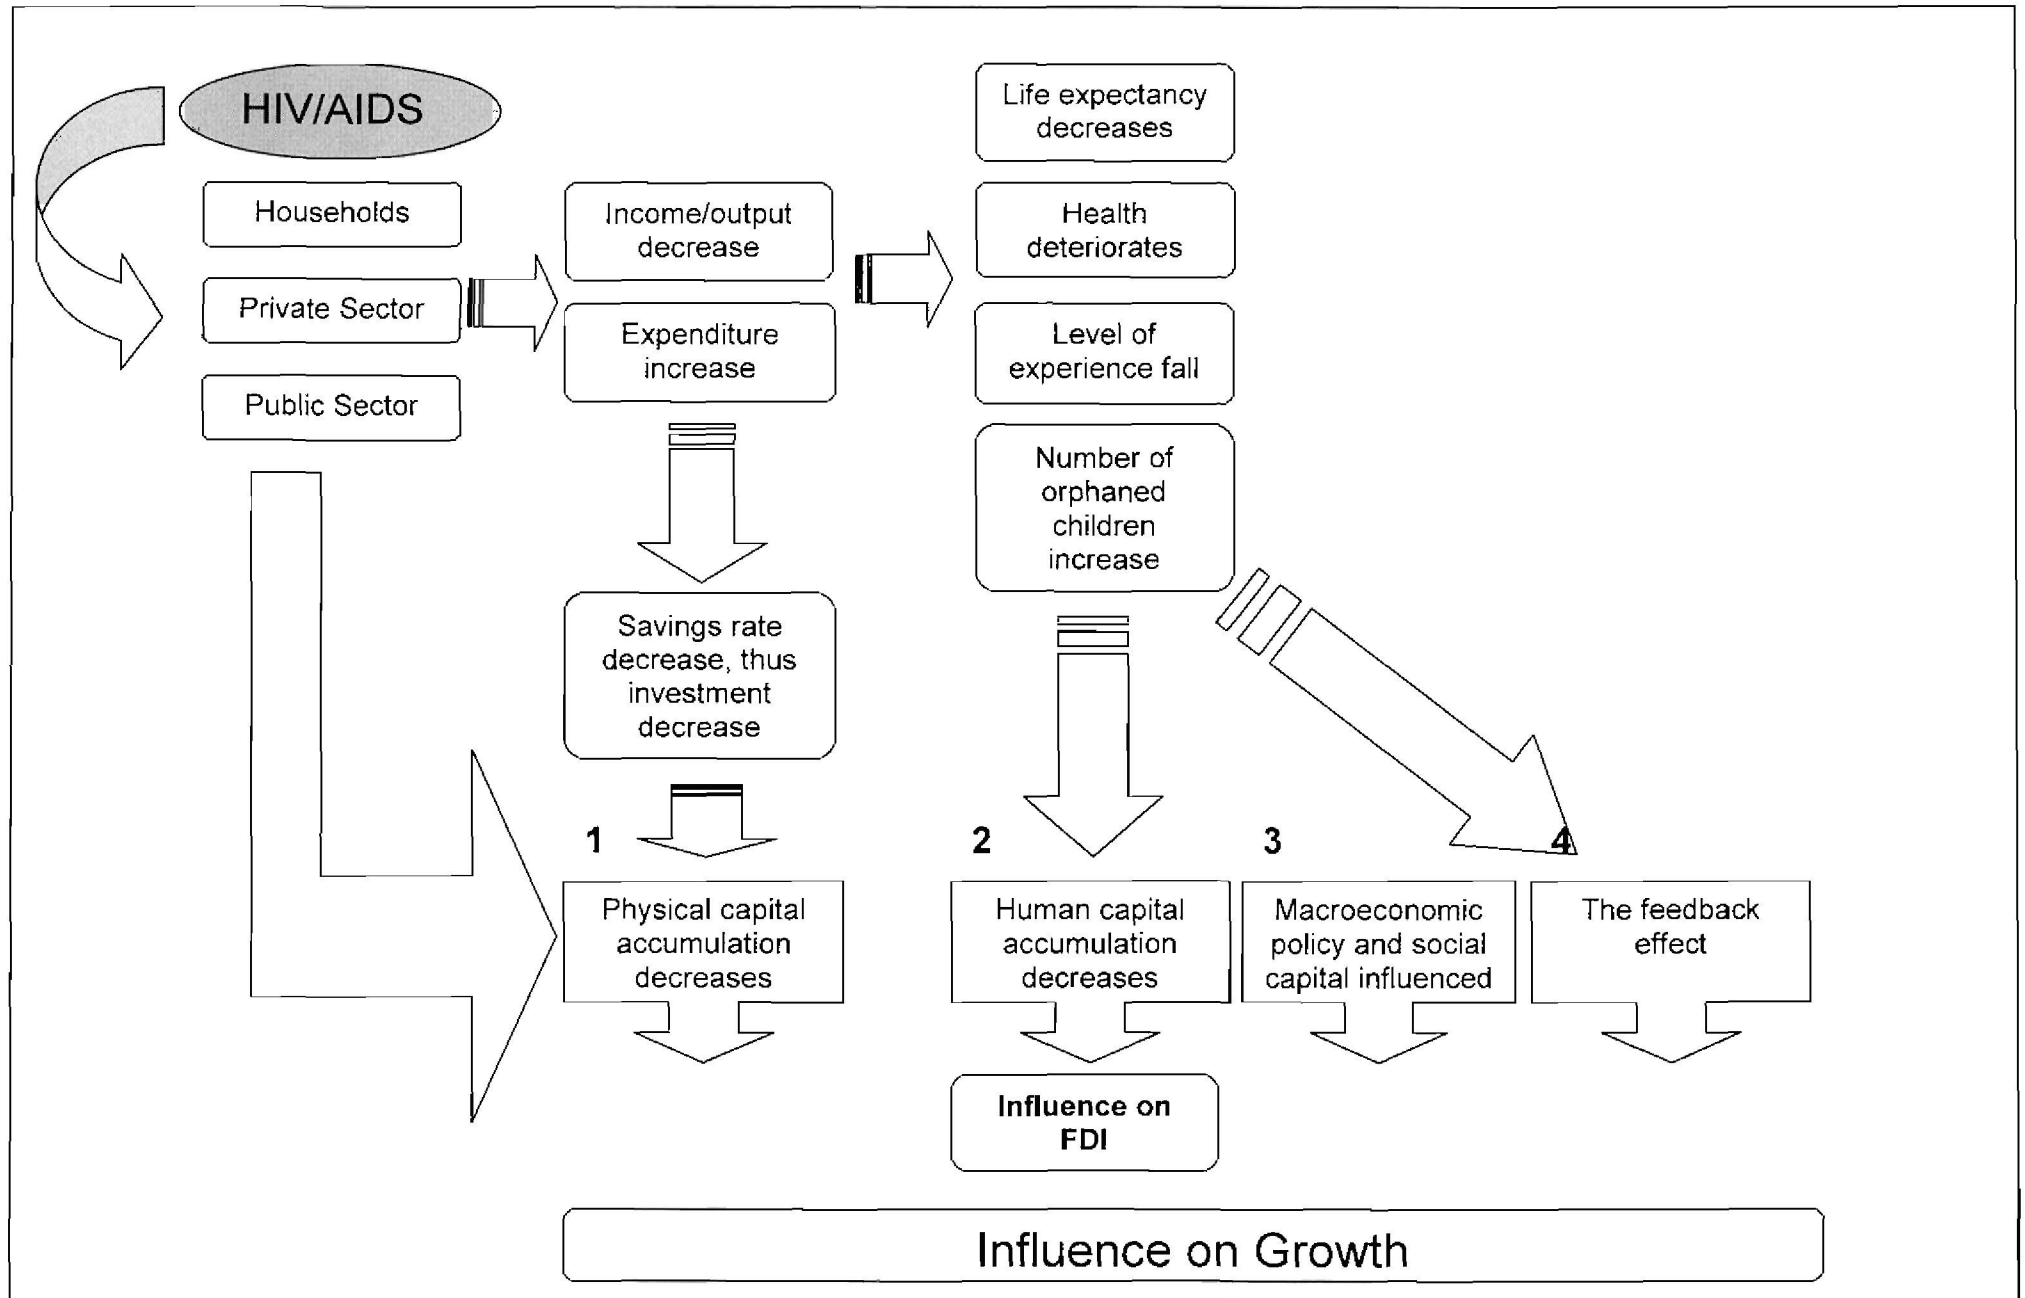 HIV/AIDS
Households
Private Sector
Public Sector
Income/output
decrease
Expenditure
increase
Life expectancy
decreases
Health
deteriorates
Level of
experience fall
Number of
orphaned
children
increase
Savings rate
decrease, thus
investment
decrease
1
Physical capital
accumulation
decreases
2
Human capital
accumulation
decreases
3
Macroeconomic
policy and social
capital influenced
4
The feedback
effect
Influence on
FDI
Influence on Growth